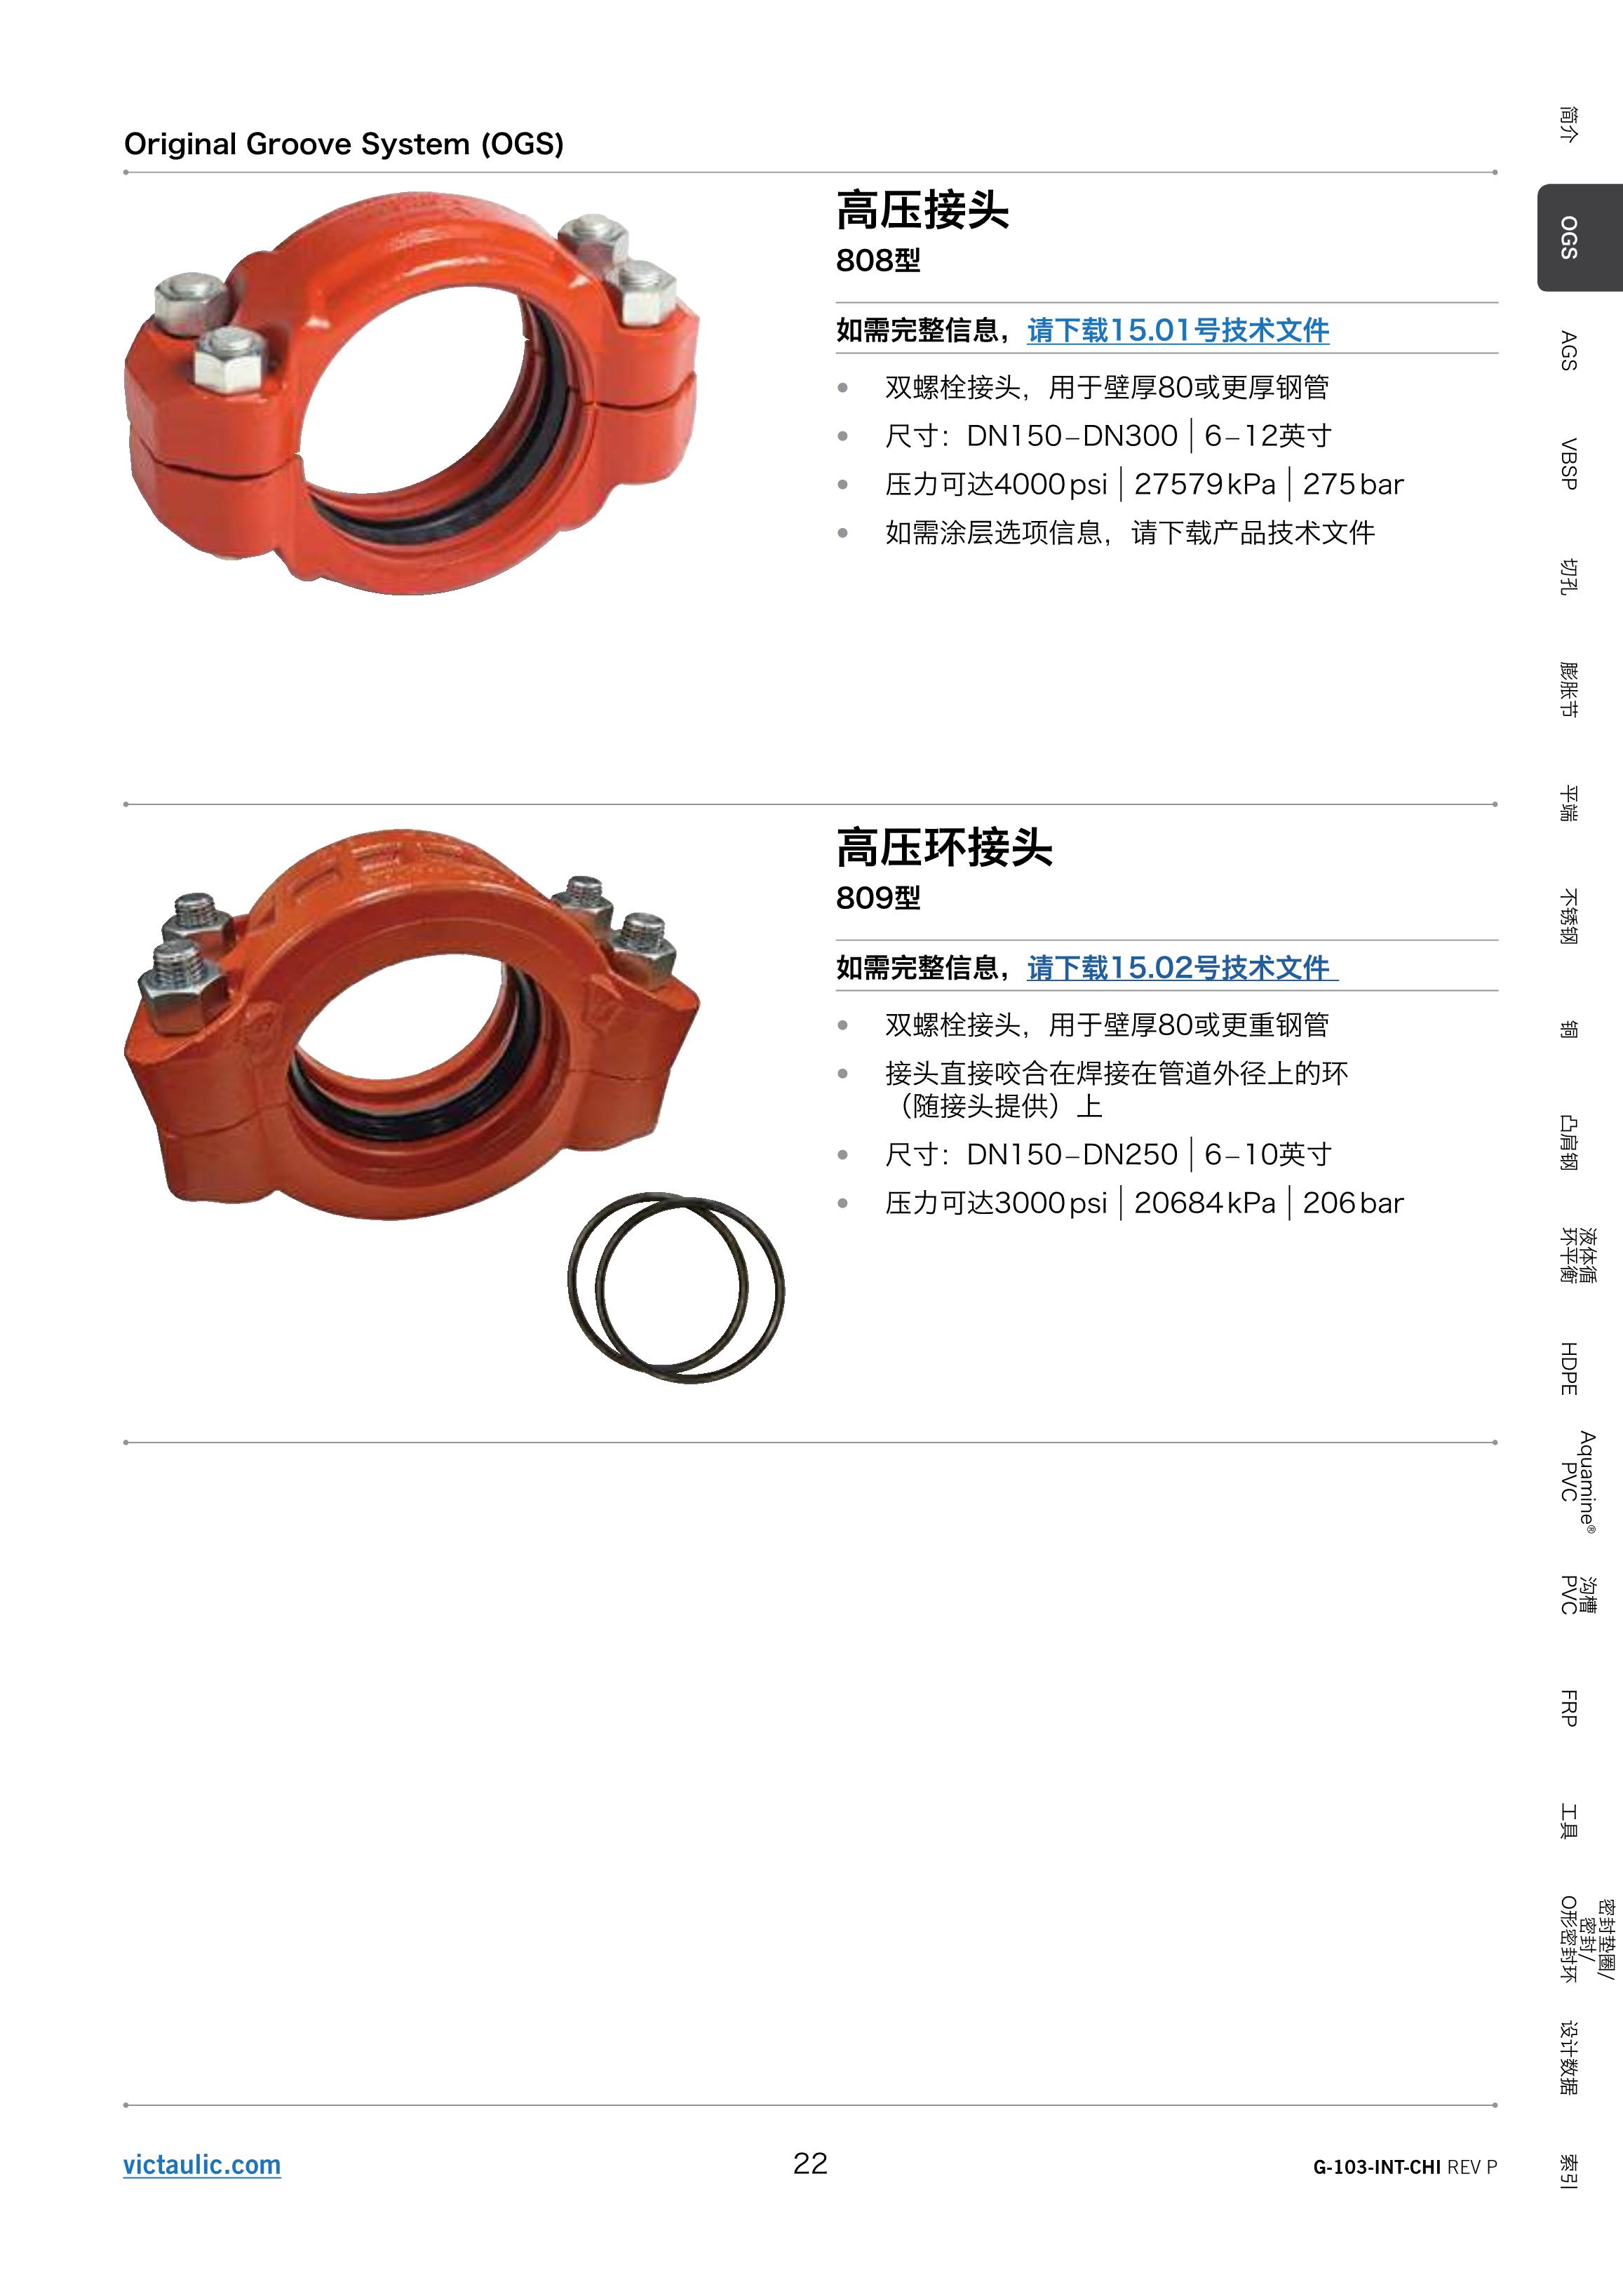 Original Groove System (OGS)
高压接头
808型
如需完整信息，请下载15.01号技术文件
双螺栓接头，用于壁厚80或更厚钢管
尺寸：DN150–DN300 | 6–12英寸
压力可达4000psi | 27579kPa | 275bar
如需涂层选项信息，请下载产品技术文件
高压环接头
809型
如需完整信息，请下载15.02号技术文件
双螺栓接头，用于壁厚80或更重钢管
接头直接咬合在焊接在管道外径上的环
（随接头提供）上
尺寸：DN150–DN250 | 6–10英寸
压力可达3000psi | 20684kPa | 206bar
简介
OGS
AGS
VBSP
切孔
膨胀节
平端
不锈钢
铜
凸肩钢
液体循
环平衡
HDPE
Aquamine®
PVC
沟槽
PVC
FRP
工具
密封垫圈/
密封/
O形密封环
设计数据
索引
victaulic.com
22
G-103-INT-CHI REV P